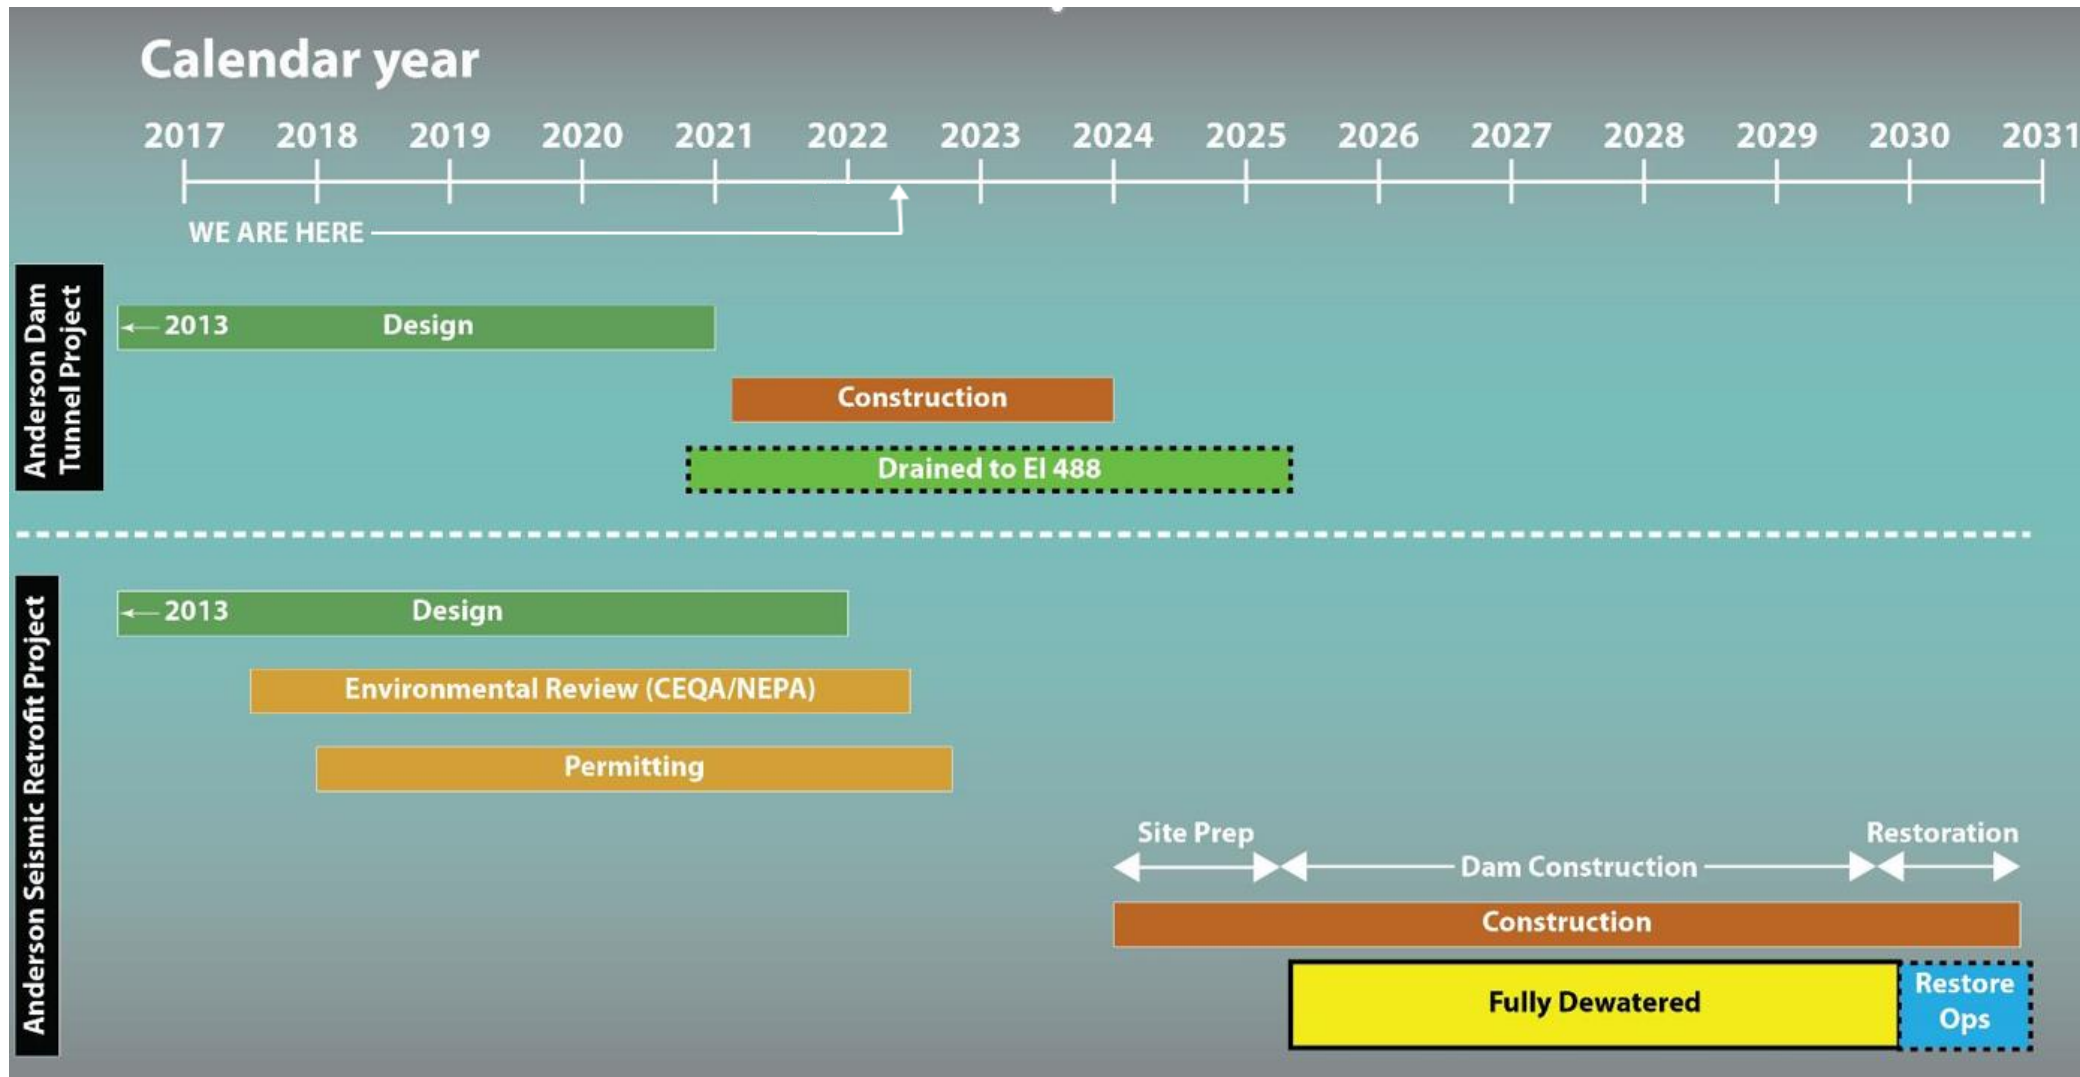 Calendar year
2017 2018 2019 2020 2021 2022 2023 2024 2025 2026 2027 2028 2029 2030 2031
WE ARE HERE
Anderson Dam
Tunnel Project
2013 Design
Construction
Drained to El 488
Anderson Seismic Retrofit Project
2013 Design
Environmental Review (CEQA/NEPA)
Permitting
Site Prep Restoration
Dam Construction
Construction
Fully Dewatered
Restore
Ops